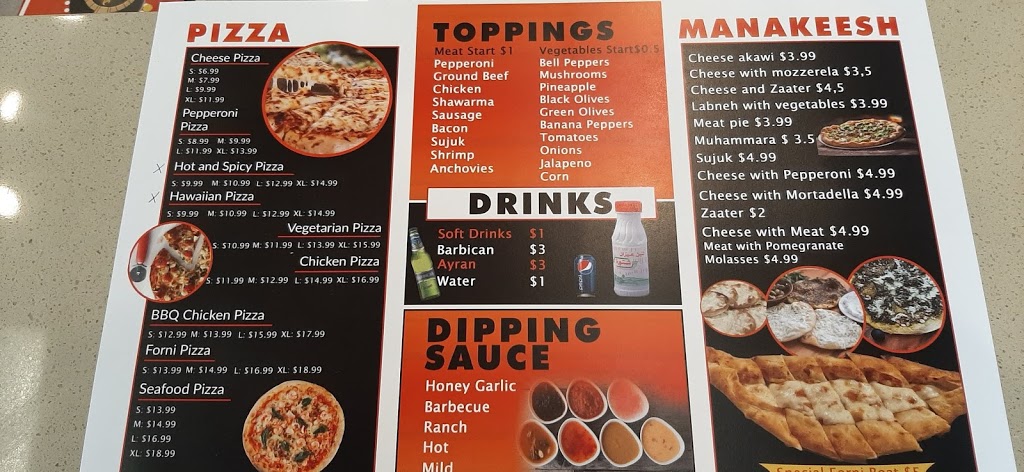 PIZZA
Cheese Pizza
S: $6.99
M: $7.99
L: $9.99
XL: $11.99
Pepperoni
Pizza
S: $8.99 M: $9.99
L: $11.99 XL: $13.99
Hot and Spicy Pizza
S: $9.99 M: $10.99 L: $12.99 XL: $14.99
Hawaiian Pizza
S: $9.99 M: $10.99 L: $12.99 XL: $14.99
Vegetarian Pizza
S: $10.99 M: $11.99 L: $13.99 XL: $15.99
Chicken Pizza
S: $11.99 M: $12.99 L: $14.99 XL: $16.99
BBQ Chicken Pizza
S: $12.99 M: $13.99 L: $15.99 XL: $17.99
Forni Pizza
S: $13.99 M: $14.99 L: $16.99 XL: $18.99
Seafood Pizza
S: $13.99
M: $14.99
L: $16.99
XL: $18.99
TOPPINGS
Meat Start $1
Pepperoni
Ground Beef
Chicken
Shawarma
Sausage
Bacon
Sujuk
Shrimp
Anchovies
Vegetables Start$0.5
Bell Peppers
Mushrooms
Pineapple
Black Olives
Green Olives
Banana Peppers
Tomatoes
Onions
Jalapeno
Corn
DRINKS
Soft Drinks $1
Barbican $3
Ayran $3
Water $1
pepsi
DIPPING
SAUCE
Honey Garlic
Barbecue
Ranch
Hot
Mild
MANAKEESH
Cheese akawi $3.99
Cheese with mozzerela $3,5
Cheese and Zaater $4,5
Labneh with vegetables $3.99
Meat pie $3.99
Muhammara $ 3.5
Sujuk $4.99
Cheese with Pepperoni $4.99
Cheese with Mortadella $4.99
Zaater $2
Cheese with Meat $4.99
Meat with Pomegranate
Molasses $4.99
Special Forni Boat